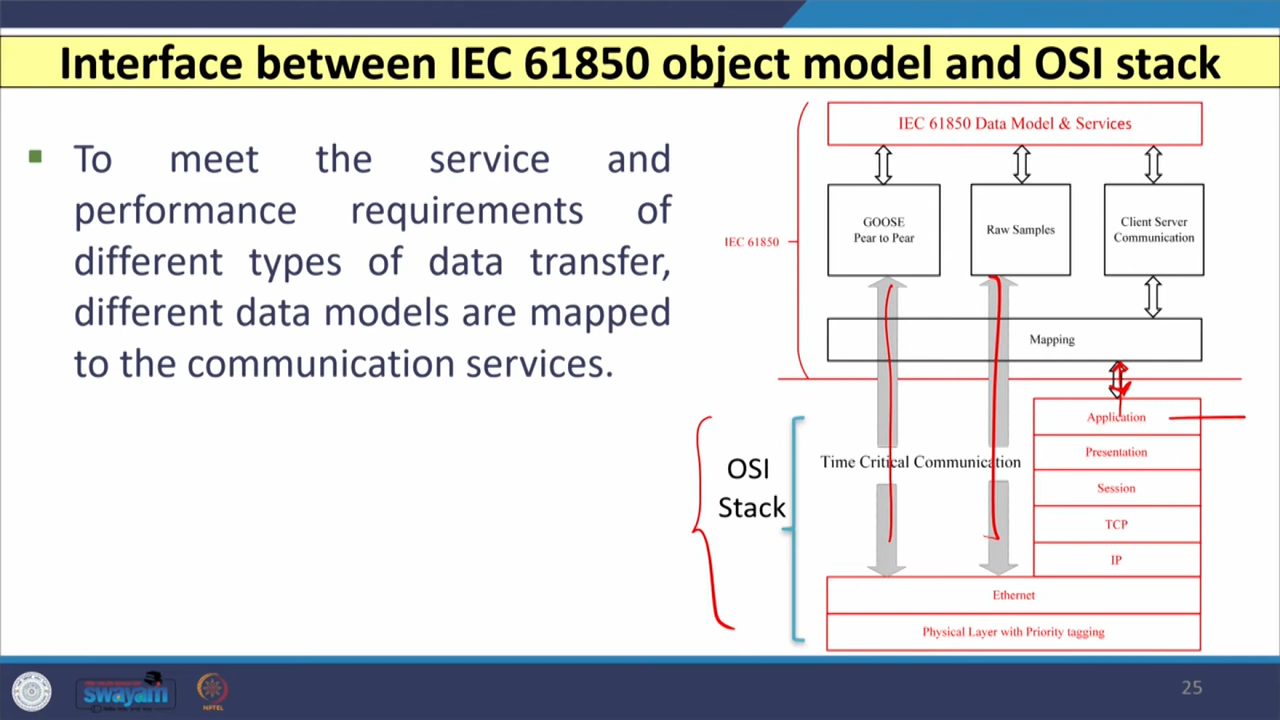 Interface between IEC 61850 object model and OSI stack
To meet the service and
performance requirements of
different types of data transfer,
different data models are mapped
to the communication services.
IEC 61850 Data Model & Services
GOOSE
Pear to Pear
Raw Samples
Client Server
Communication
IEC 61850
Mapping
OSI
Stack
Time Critical Communication
Application
Presentation
Session
TCP
IP
Ethernet
Physical Layer with Priority tagging
swayam
NPTEL
25